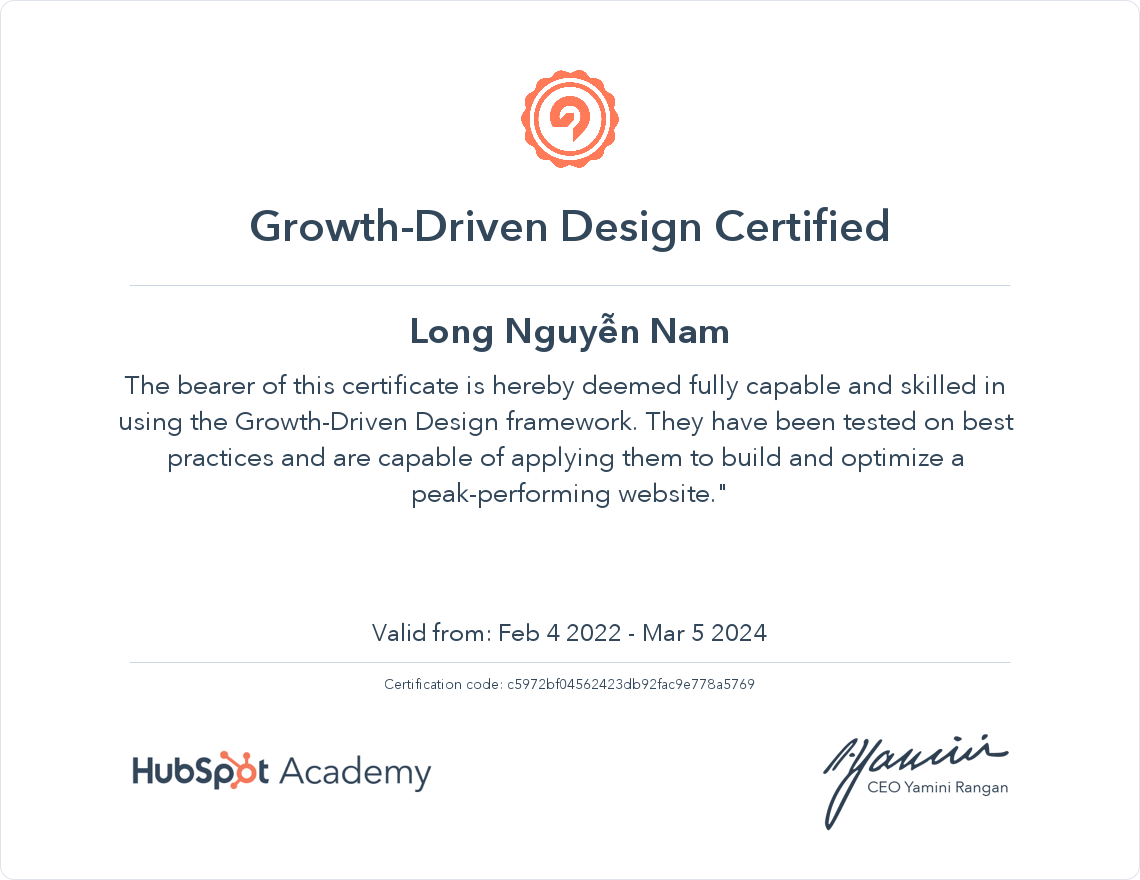 Growth-Driven Design Certified
Long Nguyễn Nam
The bearer of this certificate is hereby deemed fully capable and skilled in
using the Growth-Driven Design framework. They have been tested on best
practices and are capable of applying them to build and optimize a
peak-performing website."
Valid from: Feb 4 2022 - Mar 5 2024
Certification code: c5972bf04562423db92fac9e778a5769
HubSpot Academy
CEO Yamini Rangan